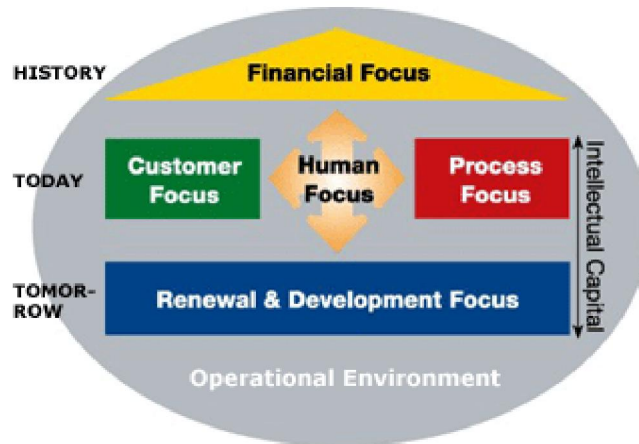 HISTORY
Financial Focus
TODAY
Customer
Focus
Human
Focus
Process
Focus
Intellectual Capital
TOMOR-
ROW
Renewal & Development Focus
Operational Environment